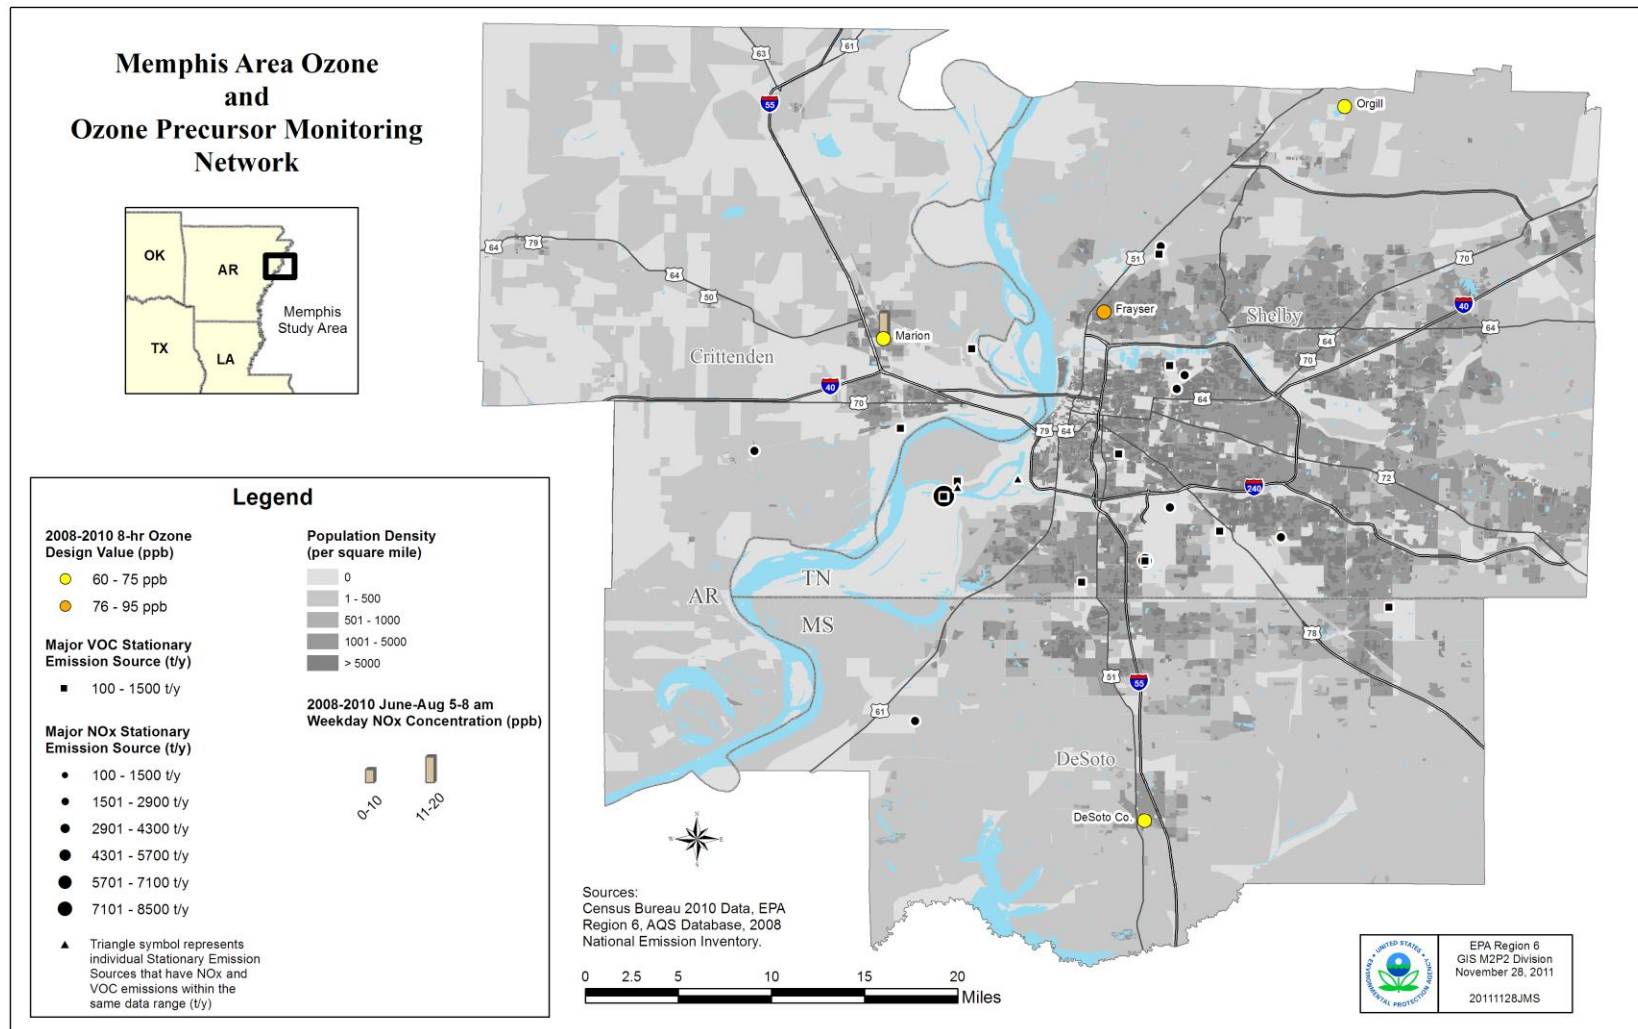 Memphis Area Ozone
and
Ozone Precursor Monitoring
Network
OK
AR
TX
LA
Memphis
Study Area
Legend
2008-2010 8-hr Ozone
Design Value (ppb)
60 - 75 ppb
76 - 95 ppb
Major VOC Stationary
Emission Source (t/y)
100 - 1500 t/y
Major NOx Stationary
Emission Source (t/y)
100 - 1500 t/y
1501 - 2900 t/y
2901 - 4300 t/y
4301 - 5700 t/y
5701 - 7100 t/y
7101 - 8500 t/y
Triangle symbol represents
individual Stationary Emission
Sources that have NOx and
VOC emissions within the
same data range (t/y)
Population Density
(per square mile)
0
1 - 500
501 - 1000
1001 - 5000
> 5000
2008-2010 June-Aug 5-8 am
Weekday NOx Concentration (ppb)
0-10
11-20
63
61
55
Orgill
64
79
64
50
51
70
40
Frayser
Shelby
64
64
70
Marion
Crittenden
40
70
64
79
64
72
240
TN
AR
MS
78
51
55
61
DeSoto
DeSoto Co.
N
W
E
S
Sources:
Census Bureau 2010 Data, EPA
Region 6, AQS Database, 2008
National Emission Inventory.
0
2.5
5
10
15
20
Miles
UNITED STATES
ENVIRONMENTAL PROTECTION AGENCY
EPA Region 6
GIS M2P2 Division
November 28, 2011
20111128JMS